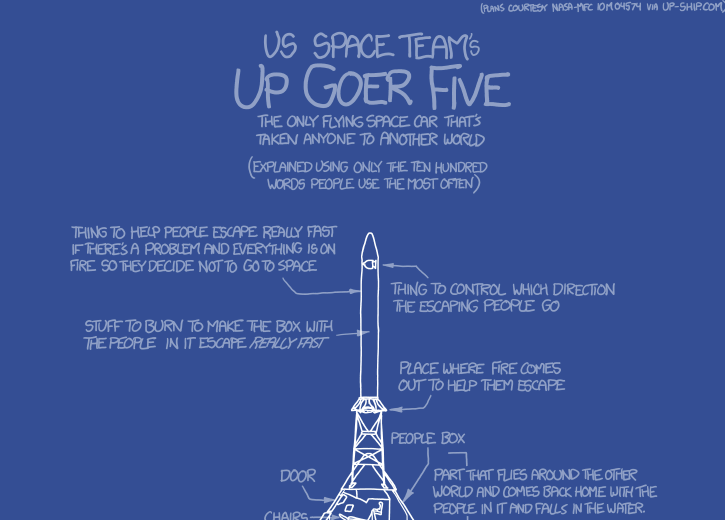 (PLANS COURTESY NASA-MFC 10M04574 VIA UP-SHIP.COM)
US SPACE TEAM'S
UP GOER FIVE
THE ONLY FLYING SPACE CAR THAT'S
TAKEN ANYONE TO ANOTHER WORLD
(EXPLAINED USING ONLY THE TEN HUNDRED
WORDS PEOPLE USE THE MOST OFTEN)
THING TO HELP PEOPLE ESCAPE REALLY FAST
IF THERE'S A PROBLEM AND EVERYTHING IS ON
FIRE SO THEY DECIDE NOT TO GO TO SPACE
THING TO CONTROL WHICH DIRECTION
THE ESCAPING PEOPLE GO
STUFF TO BURN TO MAKE THE BOX WITH
THE PEOPLE IN IT ESCAPE REALLY FAST
PLACE WHERE FIRE COMES
OUT TO HELP THEM ESCAPE
PEOPLE BOX
DOOR
PART THAT FLIES AROUND THE OTHER
WORLD AND COMES BACK HOME WITH THE
PEOPLE IN IT AND FALLS IN THE WATER.
CHAIRS